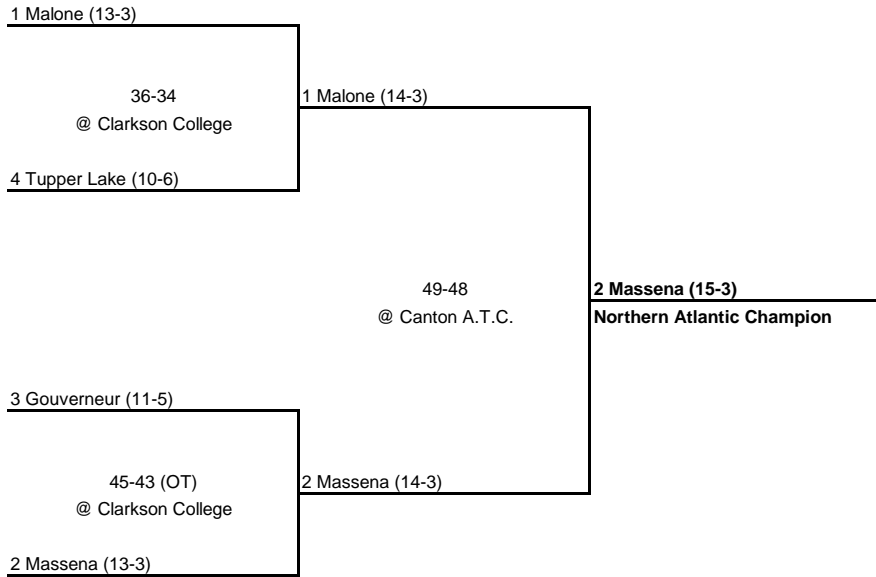 1 Malone (13-3)
36-34
@ Clarkson College
1 Malone (14-3)
4 Tupper Lake (10-6)
49-48
@ Canton A.T.C.
2 Massena (15-3)
Northern Atlantic Champion
3 Gouverneur (11-5)
45-43 (OT)
@ Clarkson College
2 Massena (14-3)
2 Massena (13-3)